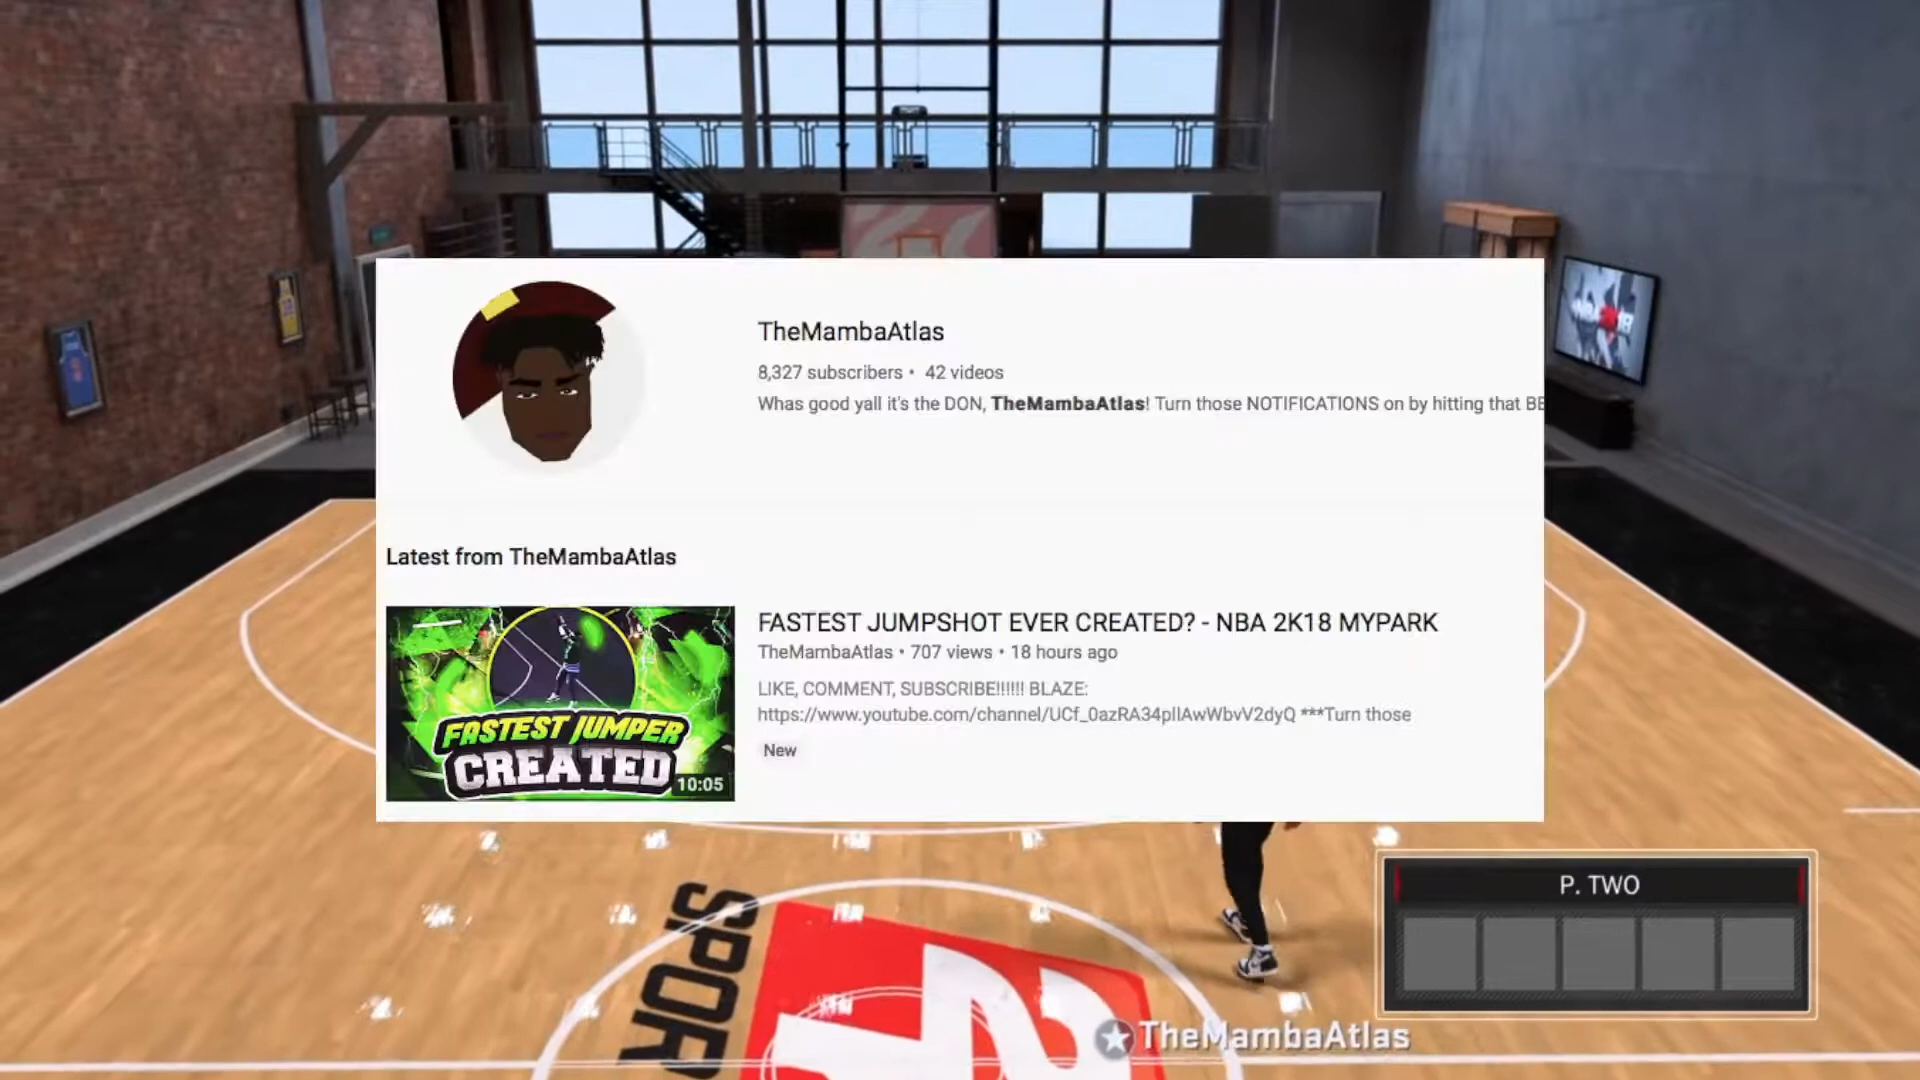 TheMambaAtlas
8,327 subscribers • 42 videos
Whas good yall it's the DON, TheMambaAtlas! Turn those NOTIFICATIONS on by hitting that BE
Latest from TheMambaAtlas
FASTEST JUMPER
CREATED
10:05
FASTEST JUMPSHOT EVER CREATED? - NBA 2K18 MYPARK
TheMambaAtlas • 707 views • 18 hours ago
LIKE, COMMENT, SUBSCRIBE!!!!!! BLAZE:
https://www.youtube.com/channel/UCf_0azRA34pllAwWbvV2dyQ ***Turn those
New
P. TWO
SPOR
TheMambaAtlas